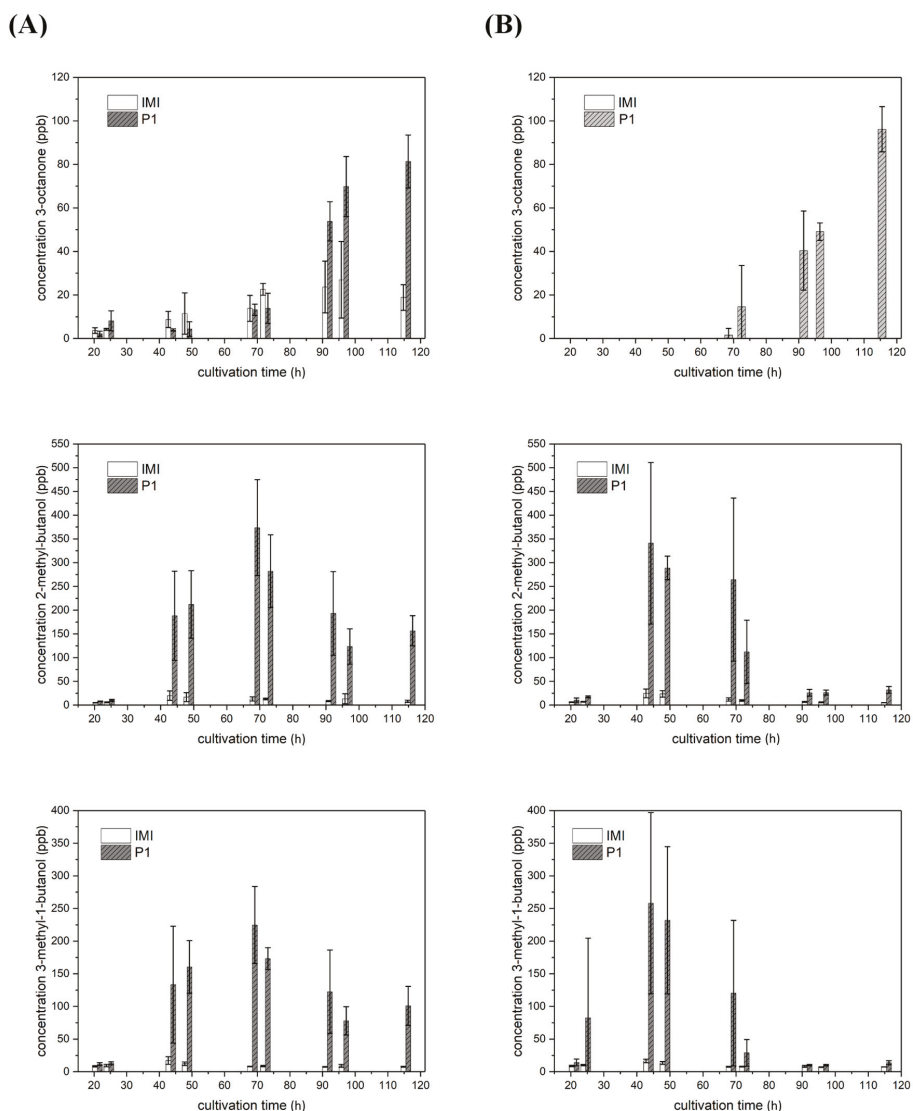 (A)
(B)
120
100
80
60
40
20
0
concentration 3-octanone (ppb)
IMI
P1
20 30 40 50 60 70 80 90 100 110 120
cultivation time (h)
120
100
80
60
40
20
0
concentration 3-octanone (ppb)
IMI
P1
20 30 40 50 60 70 80 90 100 110 120
cultivation time (h)
550
500
450
400
350
300
250
200
150
100
50
0
concentration 2-methyl-butanol (ppb)
IMI
P1
20 30 40 50 60 70 80 90 100 110 120
cultivation time (h)
550
500
450
400
350
300
250
200
150
100
50
0
concentration 2-methyl-butanol (ppb)
IMI
P1
20 30 40 50 60 70 80 90 100 110 120
cultivation time (h)
400
350
300
250
200
150
100
50
0
concentration 3-methyl-1-butanol (ppb)
IMI
P1
20 30 40 50 60 70 80 90 100 110 120
cultivation time (h)
400
350
300
250
200
150
100
50
0
concentration 3-methyl-1-butanol (ppb)
IMI
P1
20 30 40 50 60 70 80 90 100 110 120
cultivation time (h)